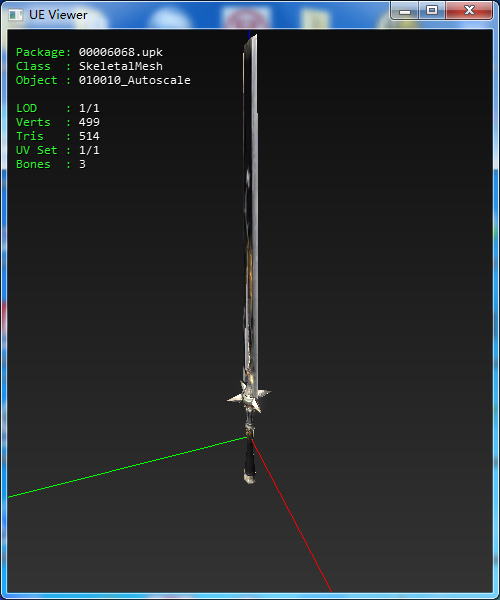 UE Viewer
Package: 00006068.upk
Class : SkeletalMesh
Object : 010010_Autoscale
LOD : 1/1
Verts : 499
Tris : 514
UV Set : 1/1
Bones : 3